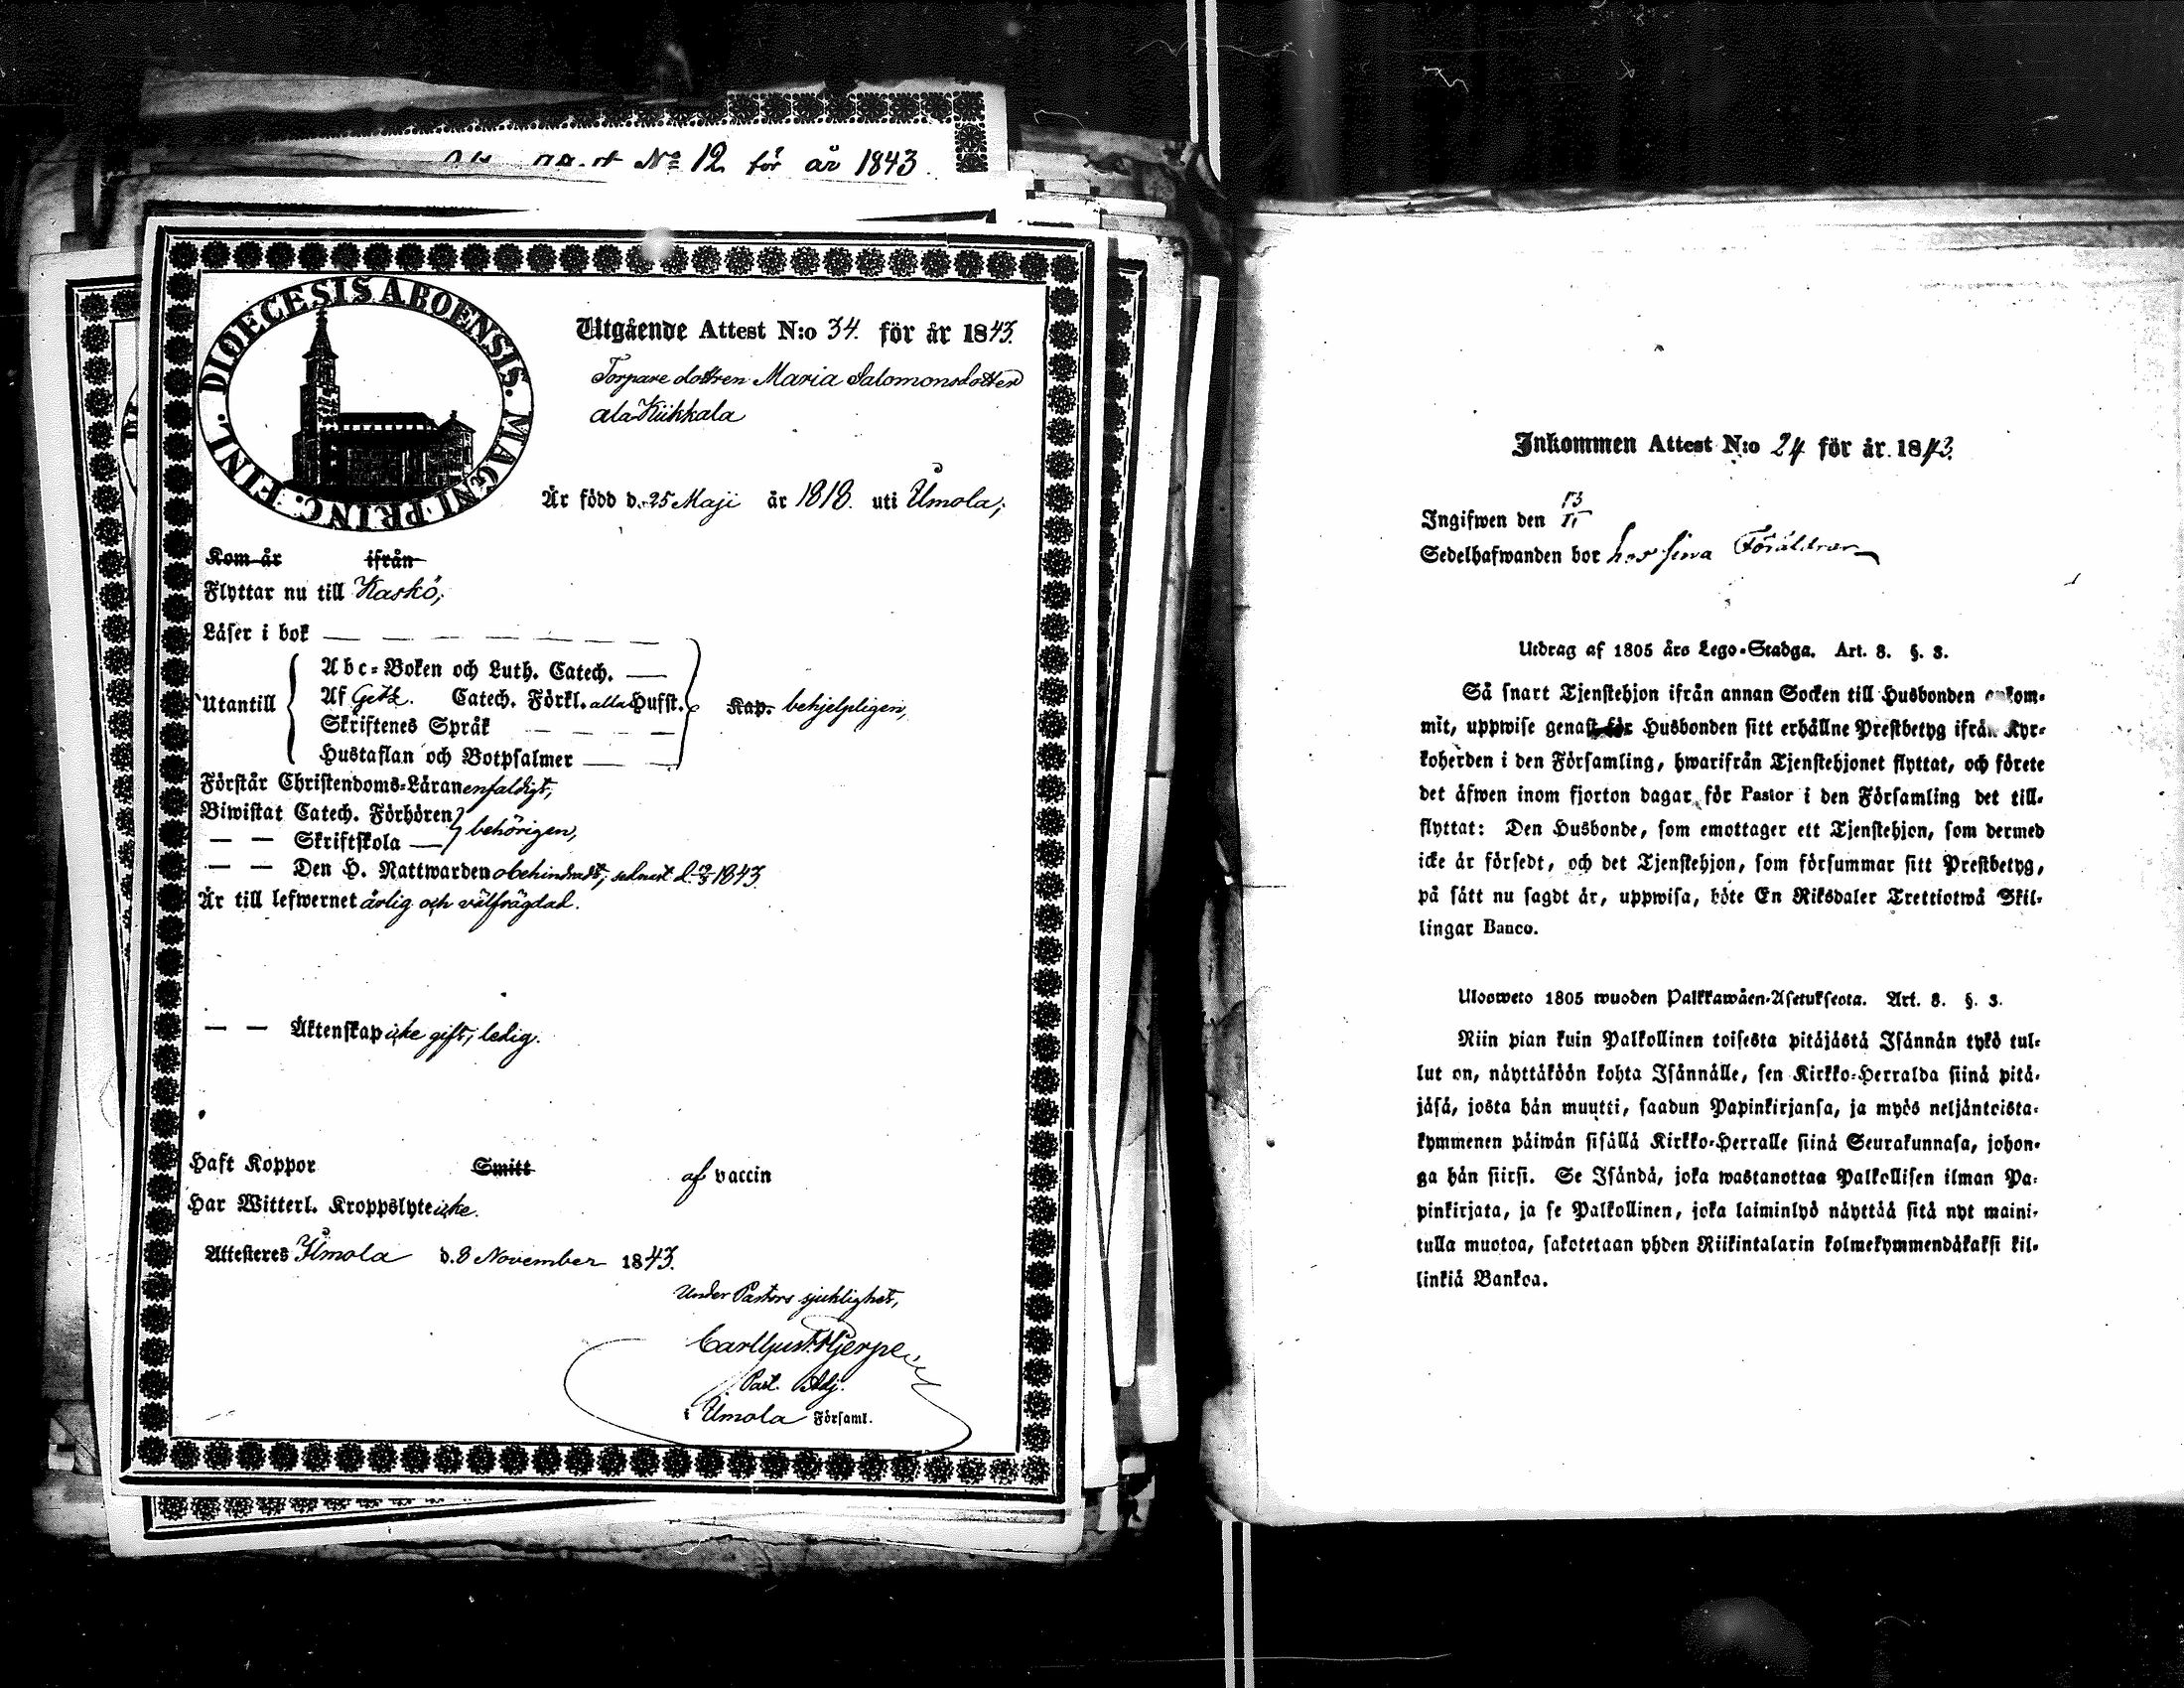 No 12 för år 1843.
DIOECESIS ABOENSIS. MAGNI PRINC. FINL.
Utgående Attest N:o 34. för år 1843.
Torpare dottren Maria Salomonsdotter
ala Kiikkala
Är född d. 25 Maji år 1818. uti Ilmola,
Kom år ifrån
Flyttar nu till Kaskö,
Läser i bok — — — — — — —
Utantill
Abc-Boken och Luth. Catech. —
Af Catech. Förkl. alla Hufst.
Skriftenes Språk — — — —
Hustaflan och Botpsalmer — —
Kap. behjelpligen,
Förstår Christendoms-Läran enfaldigt,
Biwistat Catech. Förhören
— — Skriftskola —
behörigen,
— — Den H. Nattwarden obehindradt, sednast d. 1843.
Är till lefwernet ärlig och välfrägdad.
— — Äktenskap icke gift, ledig.
Haft Koppor Smitt af vaccin
Har Witterl. Kroppslyte icke.
Attesteres Ilmola d. 8 November 1843.
Under Pastors sjuklighet,
Carl Gust. Hjerpe
Past. Adj.
i Ilmola Församl.
Inkommen Attest N:o 24 för år 1843.
Ingifwen den 13/11
Sedelhafwanden bor hos sina Föräldrar
Utdrag af 1805 års Lego-Stadga. Art. 8. §. 3.
Så snart Tjenstehjon ifrån annan Socken till Husbonden ankom-
mit, uppwise genast för Husbonden sitt erhållne Prestbetyg ifrån Kyr-
koherden i den Församling, hwarifrån Tjenstehjonet flyttat, och förete
det äfwen inom fjorton dagar för Pastor i den Församling det till-
flyttat: Den Husbonde, som emottager ett Tjenstehjon, som dermed
icke är försedt, och det Tjenstehjon, som försummar sitt Prestbetyg,
på sätt nu sagdt är, uppwisa, böte En Riksdaler Trettiotwå Skil-
lingar Banco.
Ulosweto 1805 wuoden Palkkawäen-Asetuksesta. Art. 8. §. 3.
Niin pian kuin Palkollinen toisesta pitäjästä Isännän tykö tul-
lut on, näyttäköön kohta Isännälle, sen Kirkko-Herralda siinä pitä-
jäsä, josta hän muutti, saadun Papinkirjansa, ja myös neljäntoista-
kymmenen päiwän sisällä Kirkko-Herralle siinä Seurakunnasa, johon-
ga hän siirsi. Se Isändä, joka wastanottaa Palkollisen ilman Pa-
pinkirjata, ja se Palkollinen, joka laiminlyö näyttää sitä nyt maini-
tulla muotoa, sakotetaan yhden Riikintalarin kolmekymmendäkaksi kil-
linkiä Bankoa.